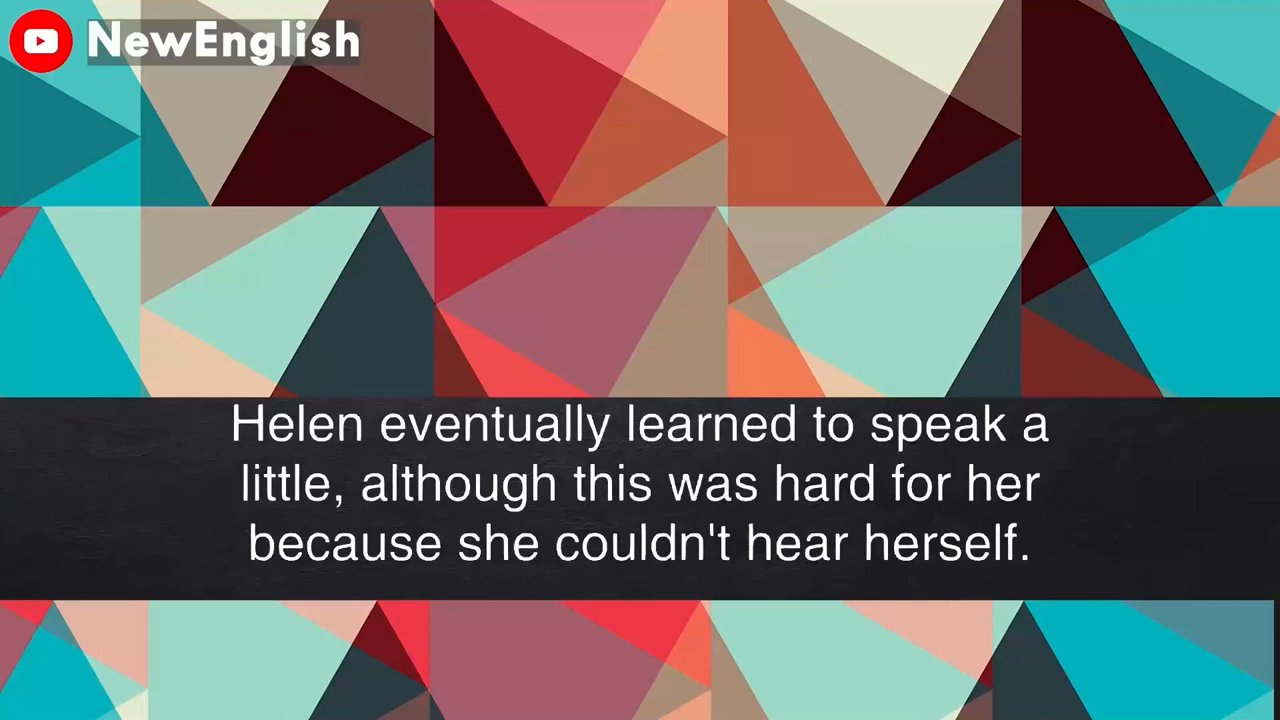 NewEnglish
Helen eventually learned to speak a
little, although this was hard for her
because she couldn't hear herself.